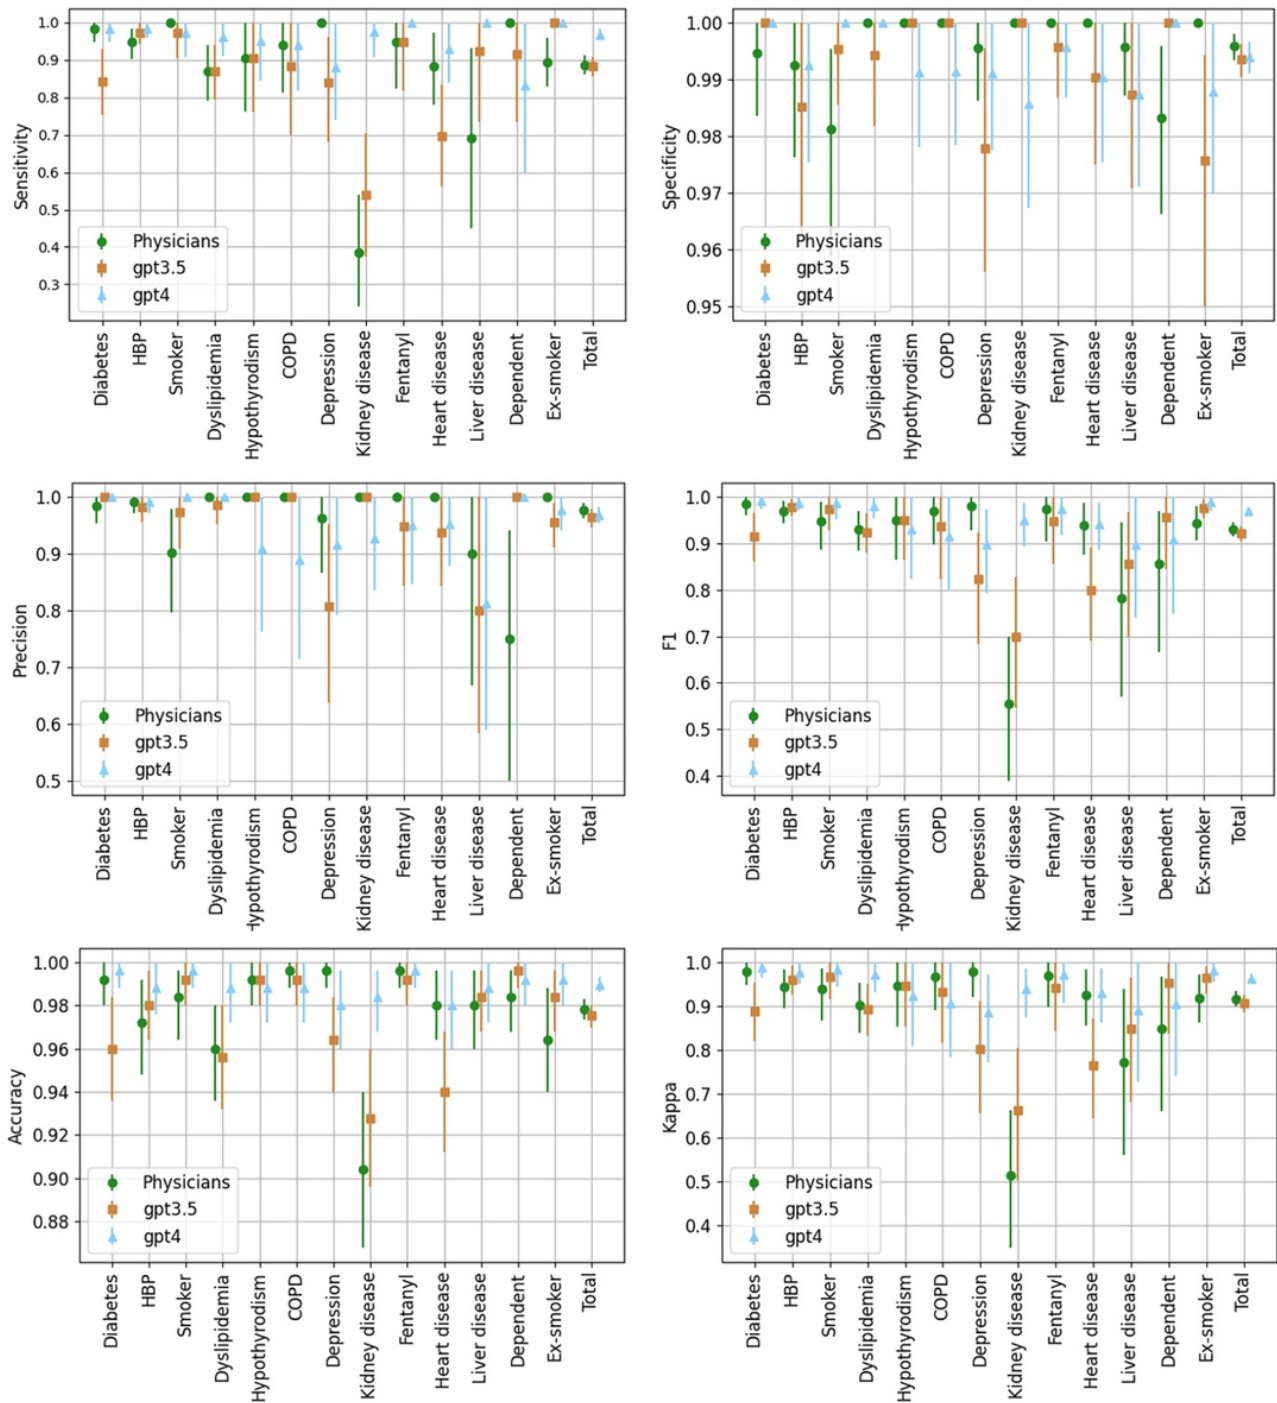 Sensitivity
1.0
0.9
0.8
0.7
0.6
0.5
0.4
0.3
Physicians
gpt3.5
gpt4
Diabetes
HBP
Smoker
Dyslipidemia
Hypothyrodism
COPD
Depression
Kidney disease
Fentanyl
Heart disease
Liver disease
Dependent
Ex-smoker
Total
Specificity
1.00
0.99
0.98
0.97
0.96
0.95
Physicians
gpt3.5
gpt4
Diabetes
HBP
Smoker
Dyslipidemia
Hypothyrodism
COPD
Depression
Kidney disease
Fentanyl
Heart disease
Liver disease
Dependent
Ex-smoker
Total
Precision
1.0
0.9
0.8
0.7
0.6
0.5
Physicians
gpt3.5
gpt4
Diabetes
HBP
Smoker
Dyslipidemia
Hypothyrodism
COPD
Depression
Kidney disease
Fentanyl
Heart disease
Liver disease
Dependent
Ex-smoker
Total
F1
1.0
0.9
0.8
0.7
0.6
0.5
0.4
Physicians
gpt3.5
gpt4
Diabetes
HBP
Smoker
Dyslipidemia
Hypothyrodism
COPD
Depression
Kidney disease
Fentanyl
Heart disease
Liver disease
Dependent
Ex-smoker
Total
Accuracy
1.00
0.98
0.96
0.94
0.92
0.90
0.88
Physicians
gpt3.5
gpt4
Diabetes
HBP
Smoker
Dyslipidemia
Hypothyrodism
COPD
Depression
Kidney disease
Fentanyl
Heart disease
Liver disease
Dependent
Ex-smoker
Total
Kappa
1.0
0.9
0.8
0.7
0.6
0.5
0.4
Physicians
gpt3.5
gpt4
Diabetes
HBP
Smoker
Dyslipidemia
Hypothyrodism
COPD
Depression
Kidney disease
Fentanyl
Heart disease
Liver disease
Dependent
Ex-smoker
Total